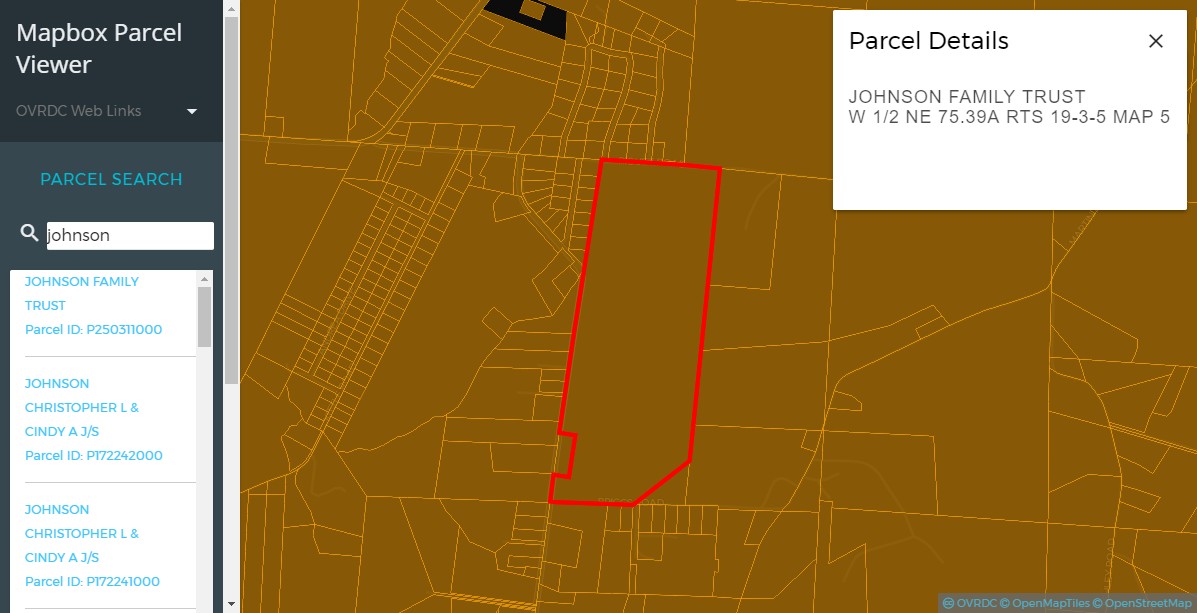 Mapbox Parcel
Viewer
OVRDC Web Links
PARCEL SEARCH
johnson
JOHNSON FAMILY
TRUST
Parcel ID: P250311000
JOHNSON
CHRISTOPHER L &
CINDY A J/S
Parcel ID: P172242000
JOHNSON
CHRISTOPHER L &
CINDY A J/S
Parcel ID: P172241000
Parcel Details
JOHNSON FAMILY TRUST
W 1/2 NE 75.39A RTS 19-3-5 MAP 5
ROAD
© OVRDC © OpenMapTiles © OpenStreetMap